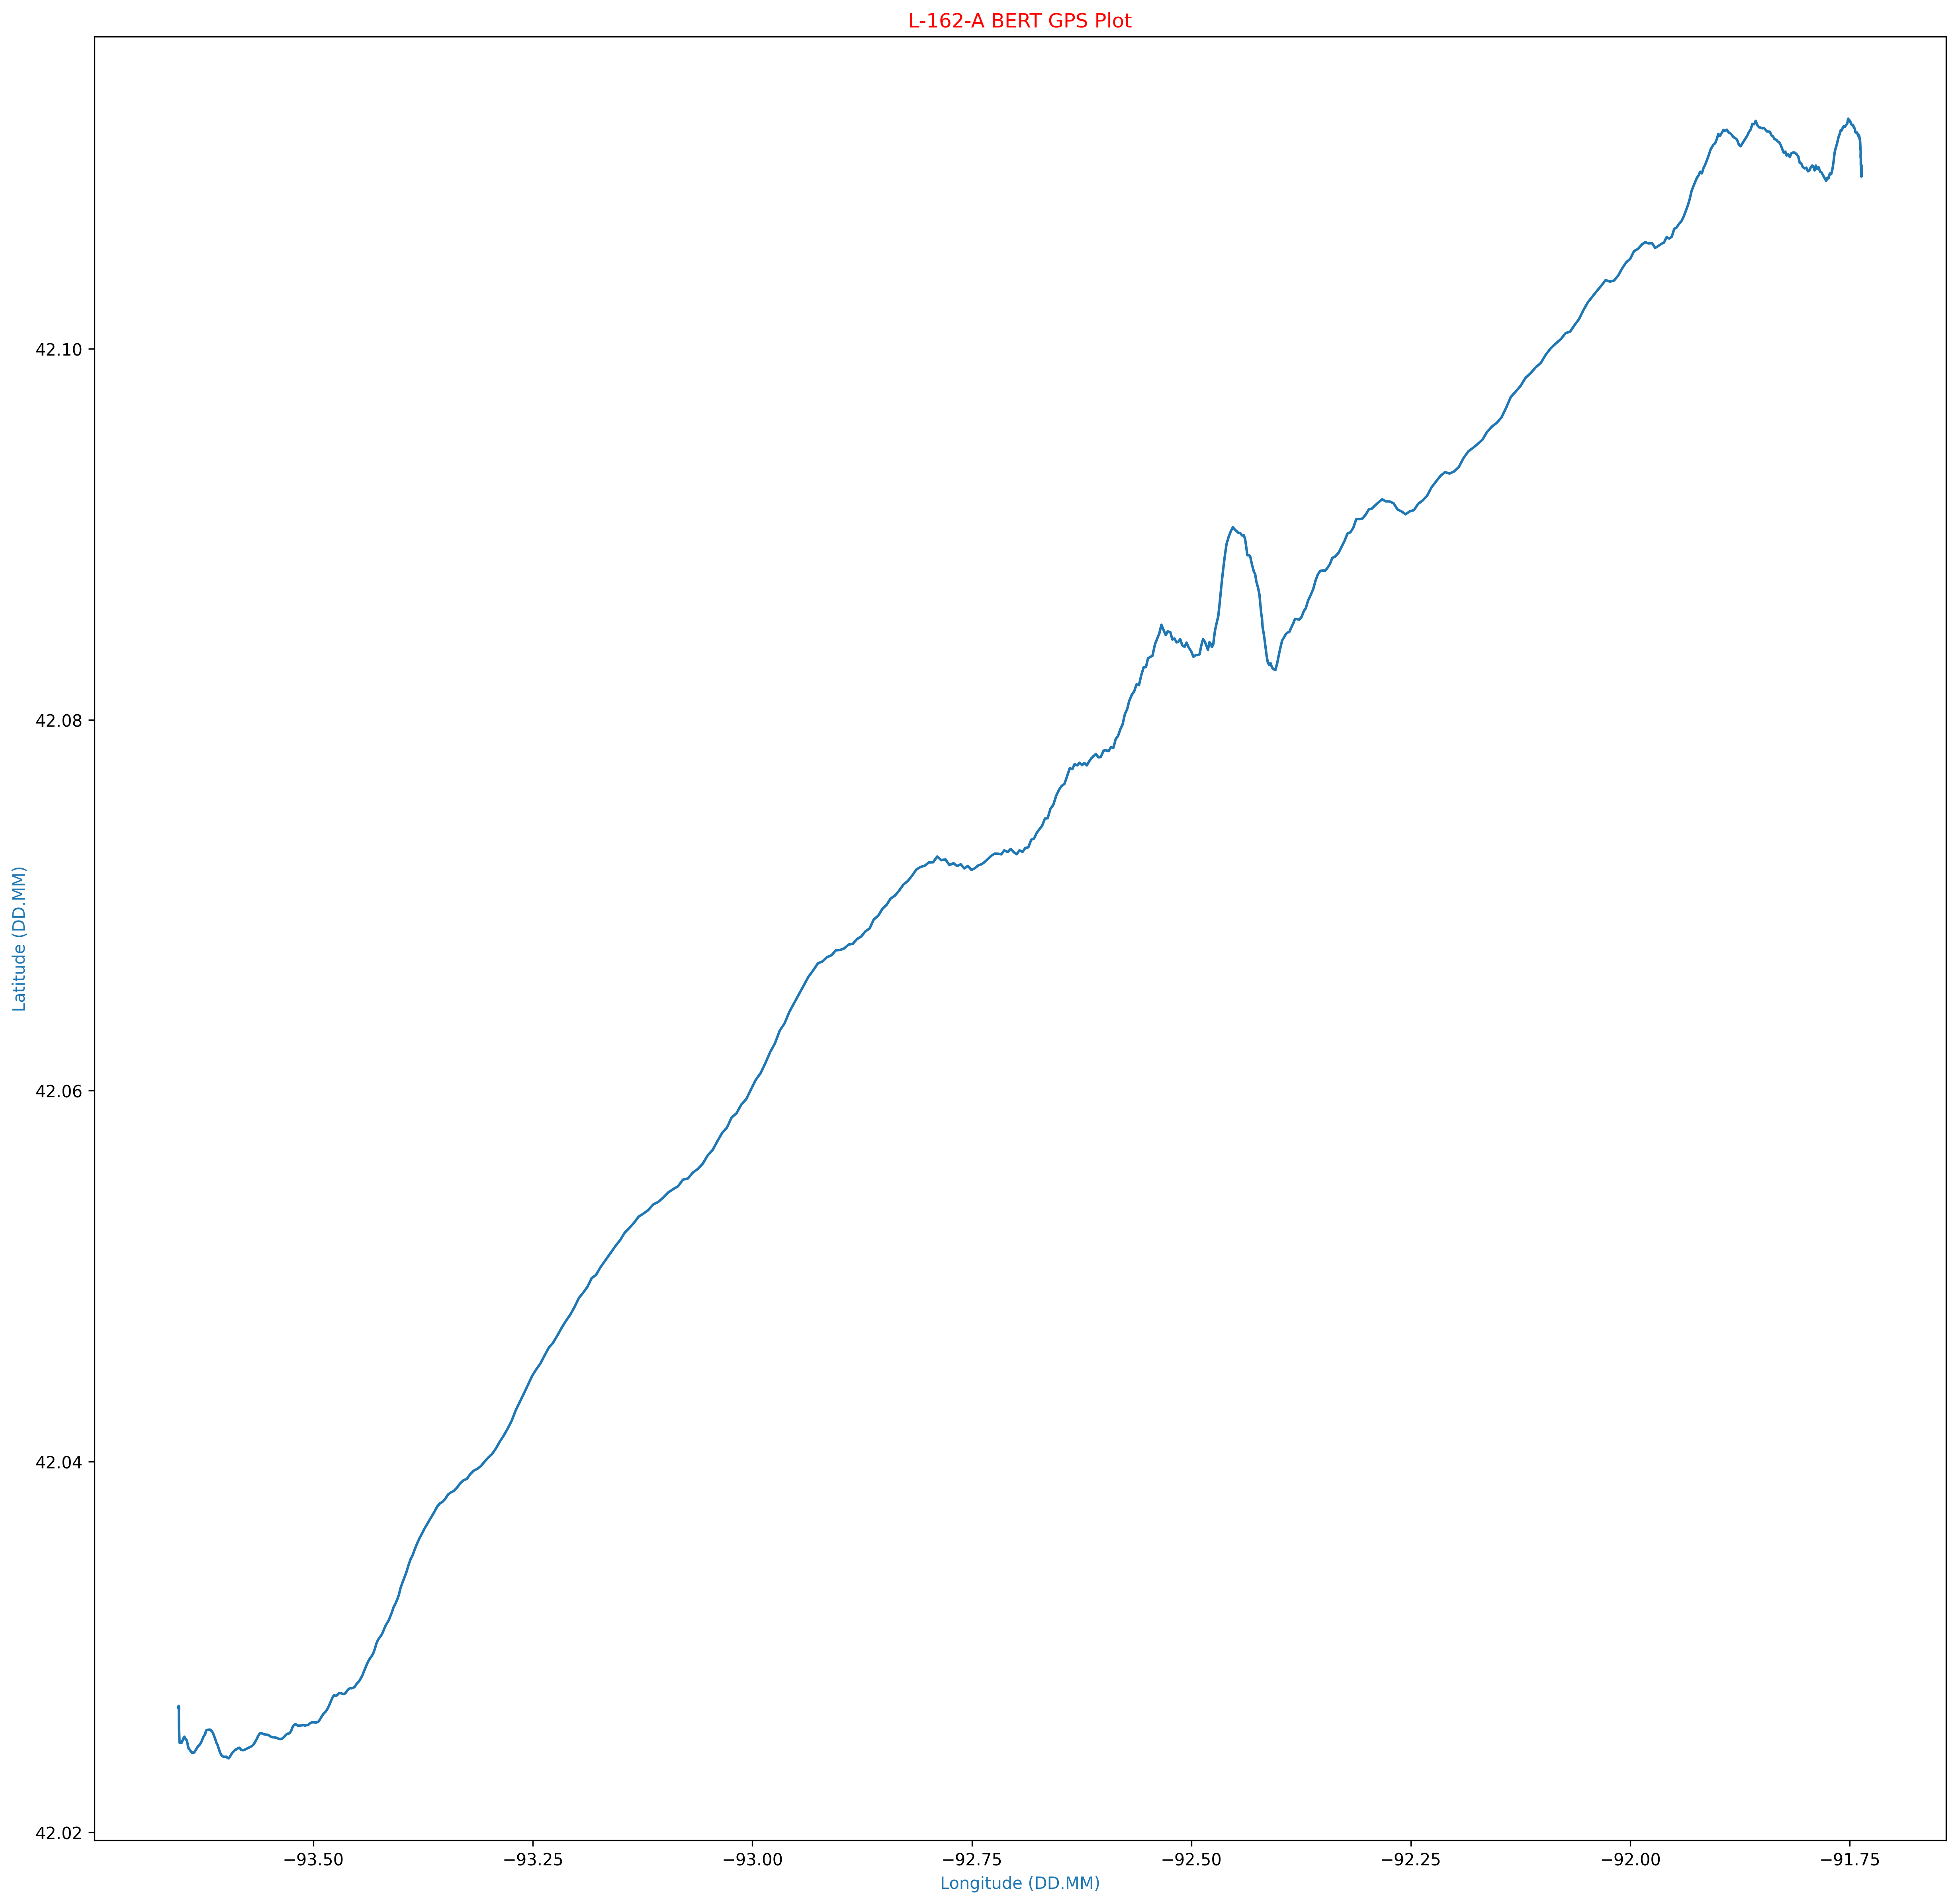 L-162-A BERT GPS Plot
42.10
42.08
42.06
42.04
42.02
Latitude (DD.MM)
−93.50 −93.25 −93.00 −92.75 −92.50 −92.25 −92.00 −91.75
Longitude (DD.MM)